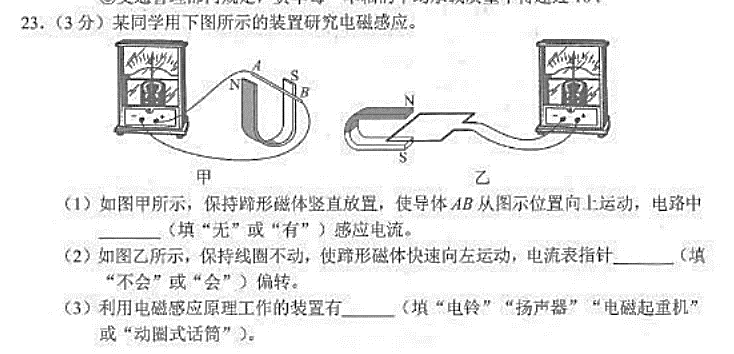 23.（3 分）某同学用下图所示的装置研究电磁感应。
A
S
N
B
N
S
甲
乙
（1）如图甲所示，保持蹄形磁体竖直放置，使导体 AB 从图示位置向上运动，电路中
______（填“无”或“有”）感应电流。
（2）如图乙所示，保持线圈不动，使蹄形磁体快速向左运动，电流表指针______（填
“不会”或“会”）偏转。
（3）利用电磁感应原理工作的装置有______（填“电铃”“扬声器”“电磁起重机”
或“动圈式话筒”）。